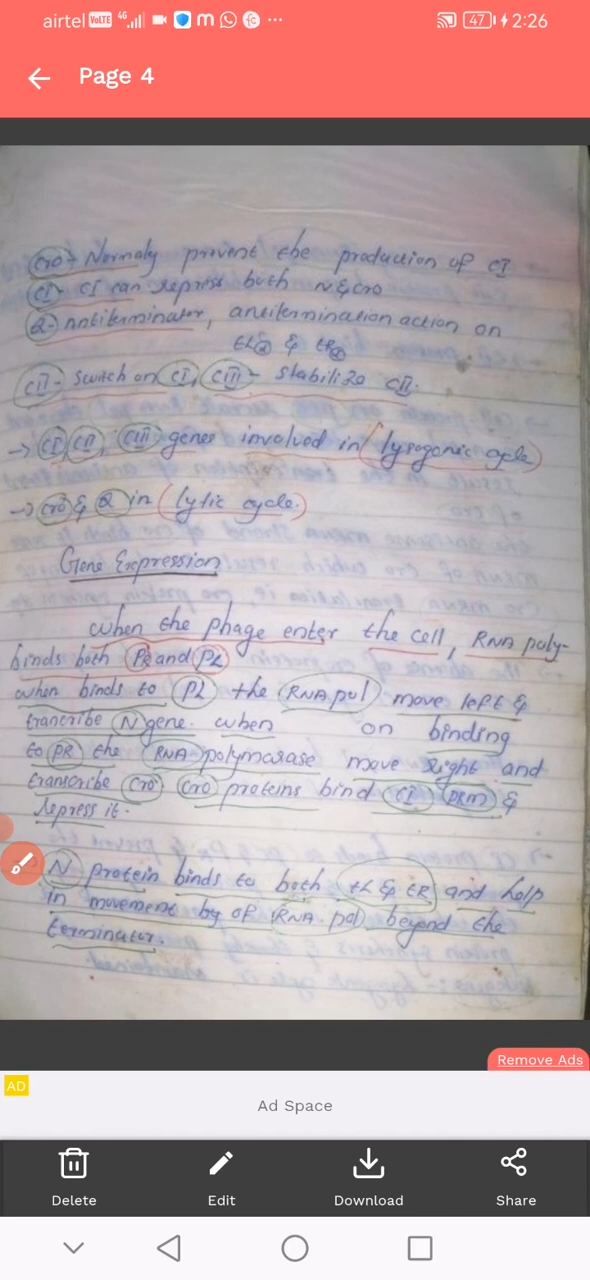 airtel VoLTE 4G m fc ... 47 2:26
Page 4
Cro - Normaly prevent the production of CI
CI - CI can repress both N & cro
Q - Antiterminator, antitermination action on
CII - switch on CI, CIII - stabilize CII.
→ CI, CII, CIII genes involved in (lysogenic cycle)
→ cro & Q in (lytic cycle.)
Gene Expression
when the phage enter the cell, RNA poly-
binds both PR and PL
when binds to PL the RNA pol move left &
trancribe N gene. when on binding
to PR the RNA polymarase move right and
transcribe Cro Cro proteins bind CI PRM &
repress it.
N protein binds to both tL & tR and help
in movement by of RNA pol beyond the
terminator.
Remove Ads
AD
Ad Space
Delete Edit Download Share